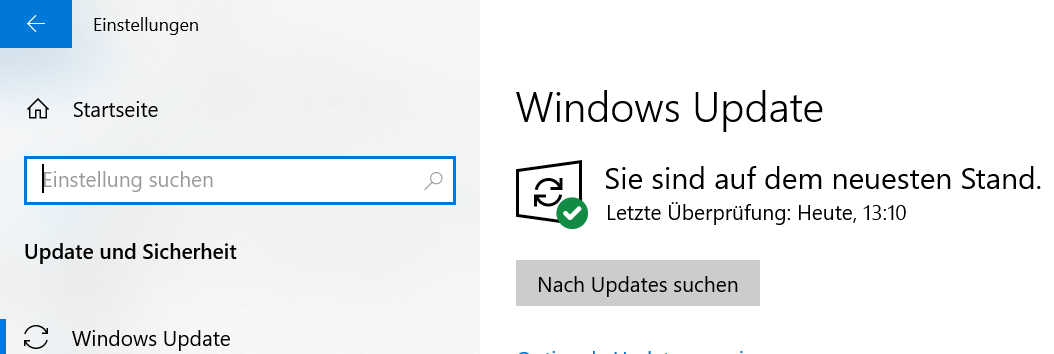 Einstellungen
Startseite
Einstellung suchen
Update und Sicherheit
Windows Update
Windows Update
Sie sind auf dem neuesten Stand.
Letzte Überprüfung: Heute, 13:10
Nach Updates suchen